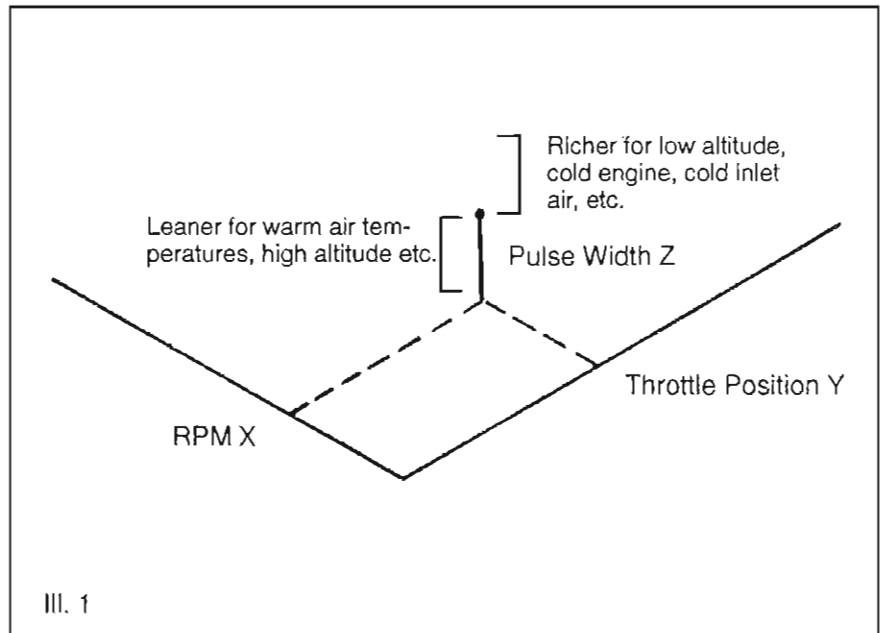 Richer for low altitude,
cold engine, cold inlet
air, etc.
Leaner for warm air tem-
peratures, high altitude etc.
Pulse Width Z
Throttle Position Y
RPM X
Ill. 1